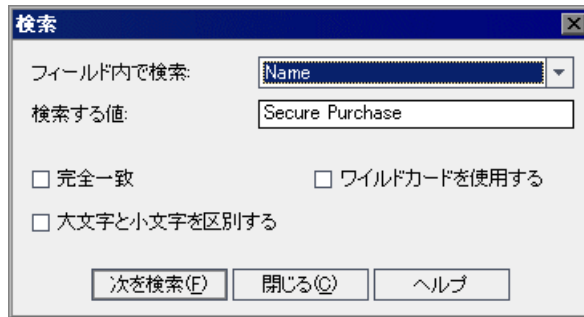 検索
フィールド内で検索: Name
検索する値: Secure Purchase
完全一致 ワイルドカードを使用する
大文字と小文字を区別する
次を検索(F) 閉じる(C) ヘルプ